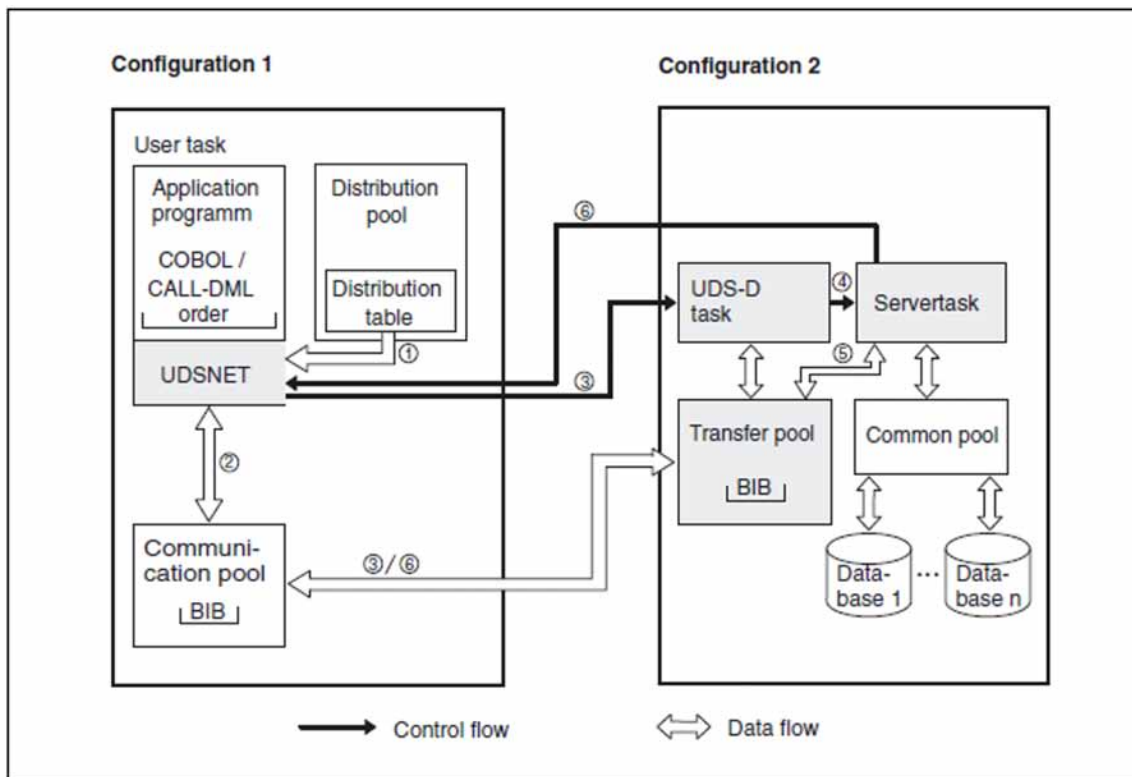 Configuration 1
Configuration 2
User task
Application
programm
COBOL /
CALL-DML
order
Distribution
pool
Distribution
table
①
UDSNET
②
③
⑥
UDS-D
task
④
Servertask
⑤
Transfer pool
BIB
Common pool
Communi-
cation pool
BIB
③ / ⑥
Data-
base 1
...
Data-
base n
Control flow
Data flow